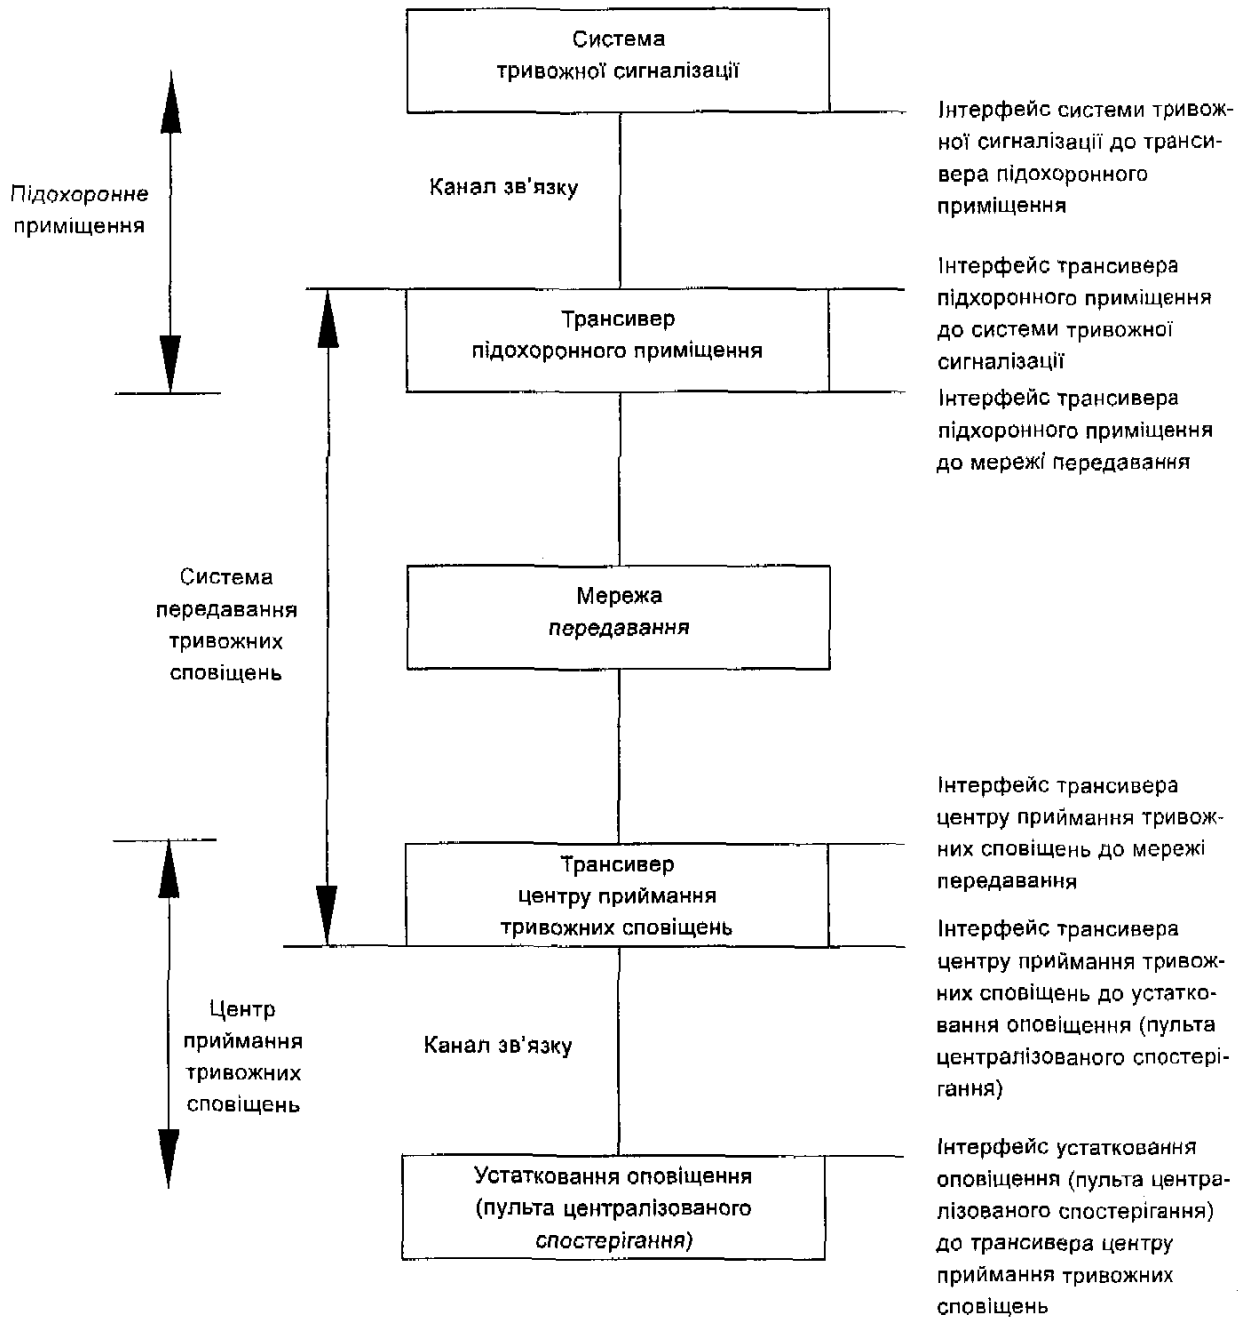 Система
тривожної сигналізації
Інтерфейс системи тривож-
ної сигналізації до транси-
вера підохоронного
приміщення
Канал зв'язку
Підохоронне
приміщення
Інтерфейс трансивера
підхоронного приміщення
до системи тривожної
сигналізації
Трансивер
підохоронного приміщення
Інтерфейс трансивера
підхоронного приміщення
до мережі передавання
Система
передавання
тривожних
сповіщень
Мережа
передавання
Інтерфейс трансивера
центру приймання тривож-
них сповіщень до мережі
передавання
Трансивер
центру приймання
тривожних сповіщень
Інтерфейс трансивера
центру приймання тривож-
них сповіщень до устатко-
вання оповіщення (пульта
централізованого спостері-
гання)
Центр
приймання
тривожних
сповіщень
Канал зв'язку
Устатковання оповіщення
(пульта централізованого
спостерігання)
Інтерфейс устатковання
оповіщення (пульта центра-
лізованого спостерігання)
до трансивера центру
приймання тривожних
сповіщень